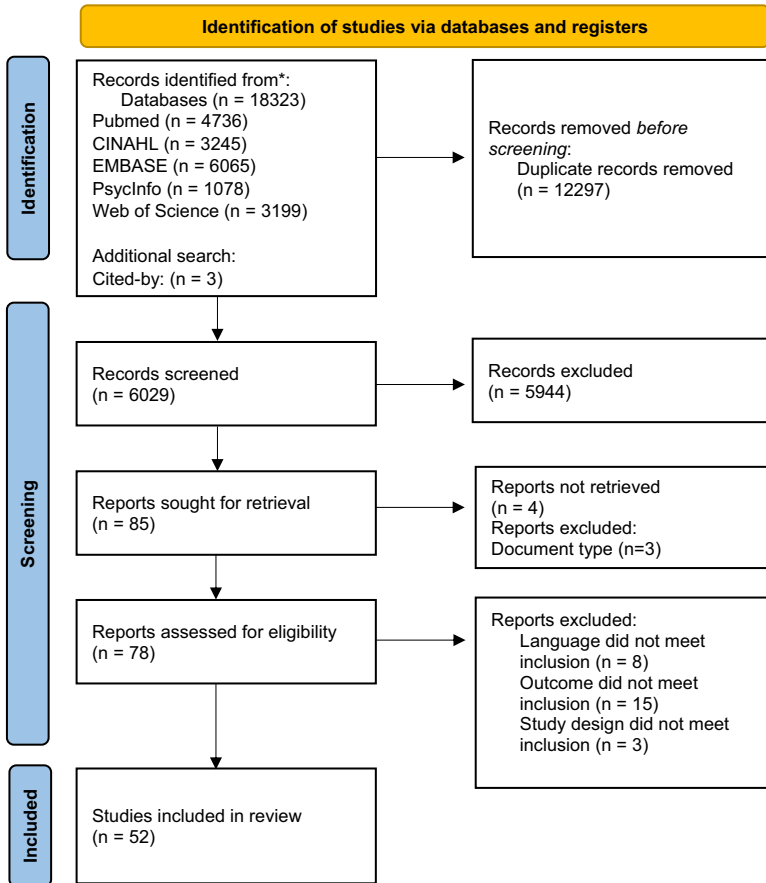 Identification of studies via databases and registers
Identification
Records identified from*:
Databases (n = 18323)
Pubmed (n = 4736
CINAHL (n = 3245)
EMBASE (n = 6065)
PsycInfo (n = 1078)
Web of Science (n = 3199)
Additional search:
Cited-by: (n = 3)
Records removed before
screening:
Duplicate records removed
(n = 12297)
Screening
Records screened
(n = 6029)
Records excluded
(n = 5944)
Reports sought for retrieval
(n = 85)
Reports not retrieved
(n = 4)
Reports excluded:
Document type (n=3)
Reports assessed for eligibility
(n = 78)
Reports excluded:
Language did not meet
inclusion (n = 8)
Outcome did not meet
inclusion (n = 15)
Study design did not meet
inclusion (n = 3)
Included
Studies included in review
(n = 52)